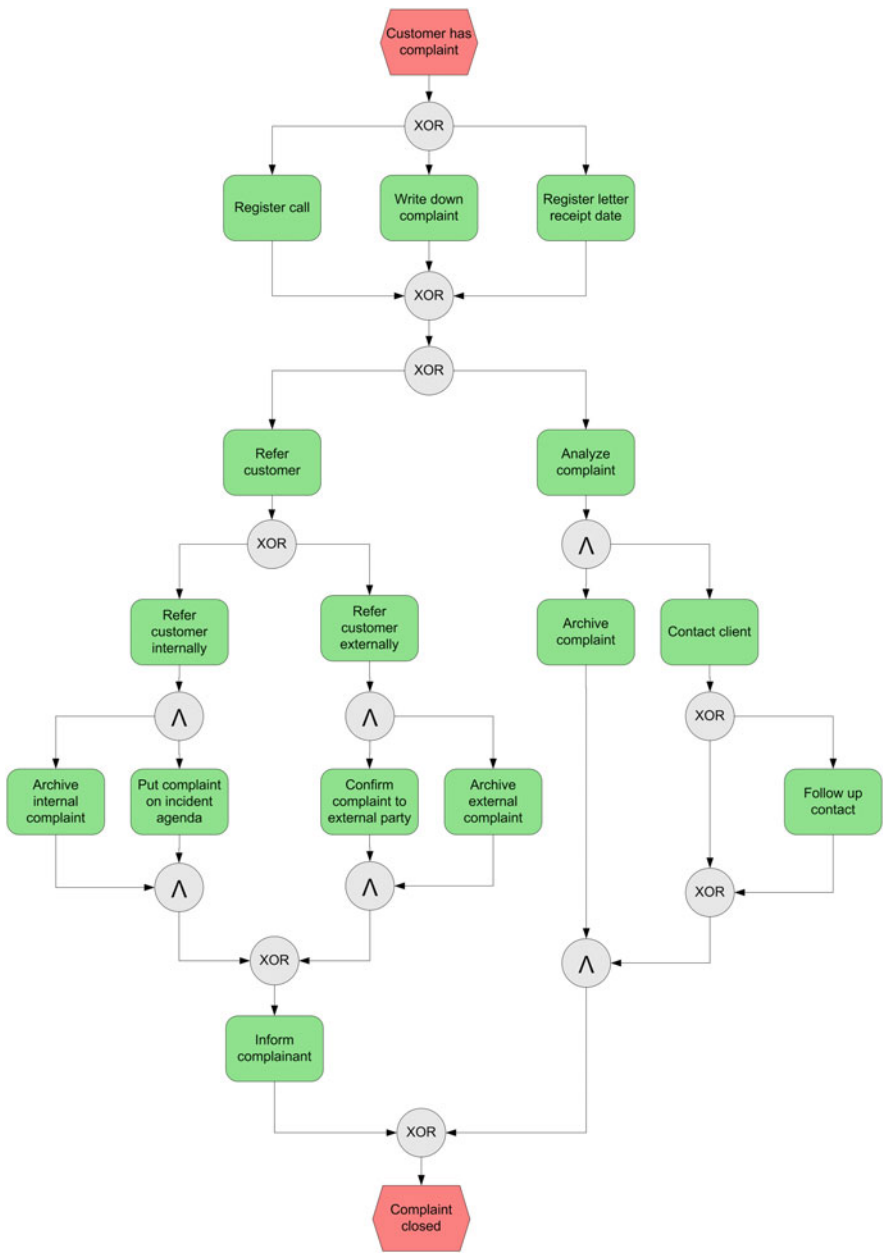 Customer has
complaint
XOR
Register call
Write down
complaint
Register letter
receipt date
XOR
XOR
Refer
customer
Analyze
complaint
XOR
Λ
Refer
customer
internally
Refer
customer
externally
Archive
complaint
Contact client
Λ
Λ
XOR
Archive
internal
complaint
Put complaint
on incident
agenda
Confirm
complaint to
external party
Archive
external
complaint
Follow up
contact
Λ
Λ
XOR
XOR
Λ
Inform
complainant
XOR
Complaint
closed